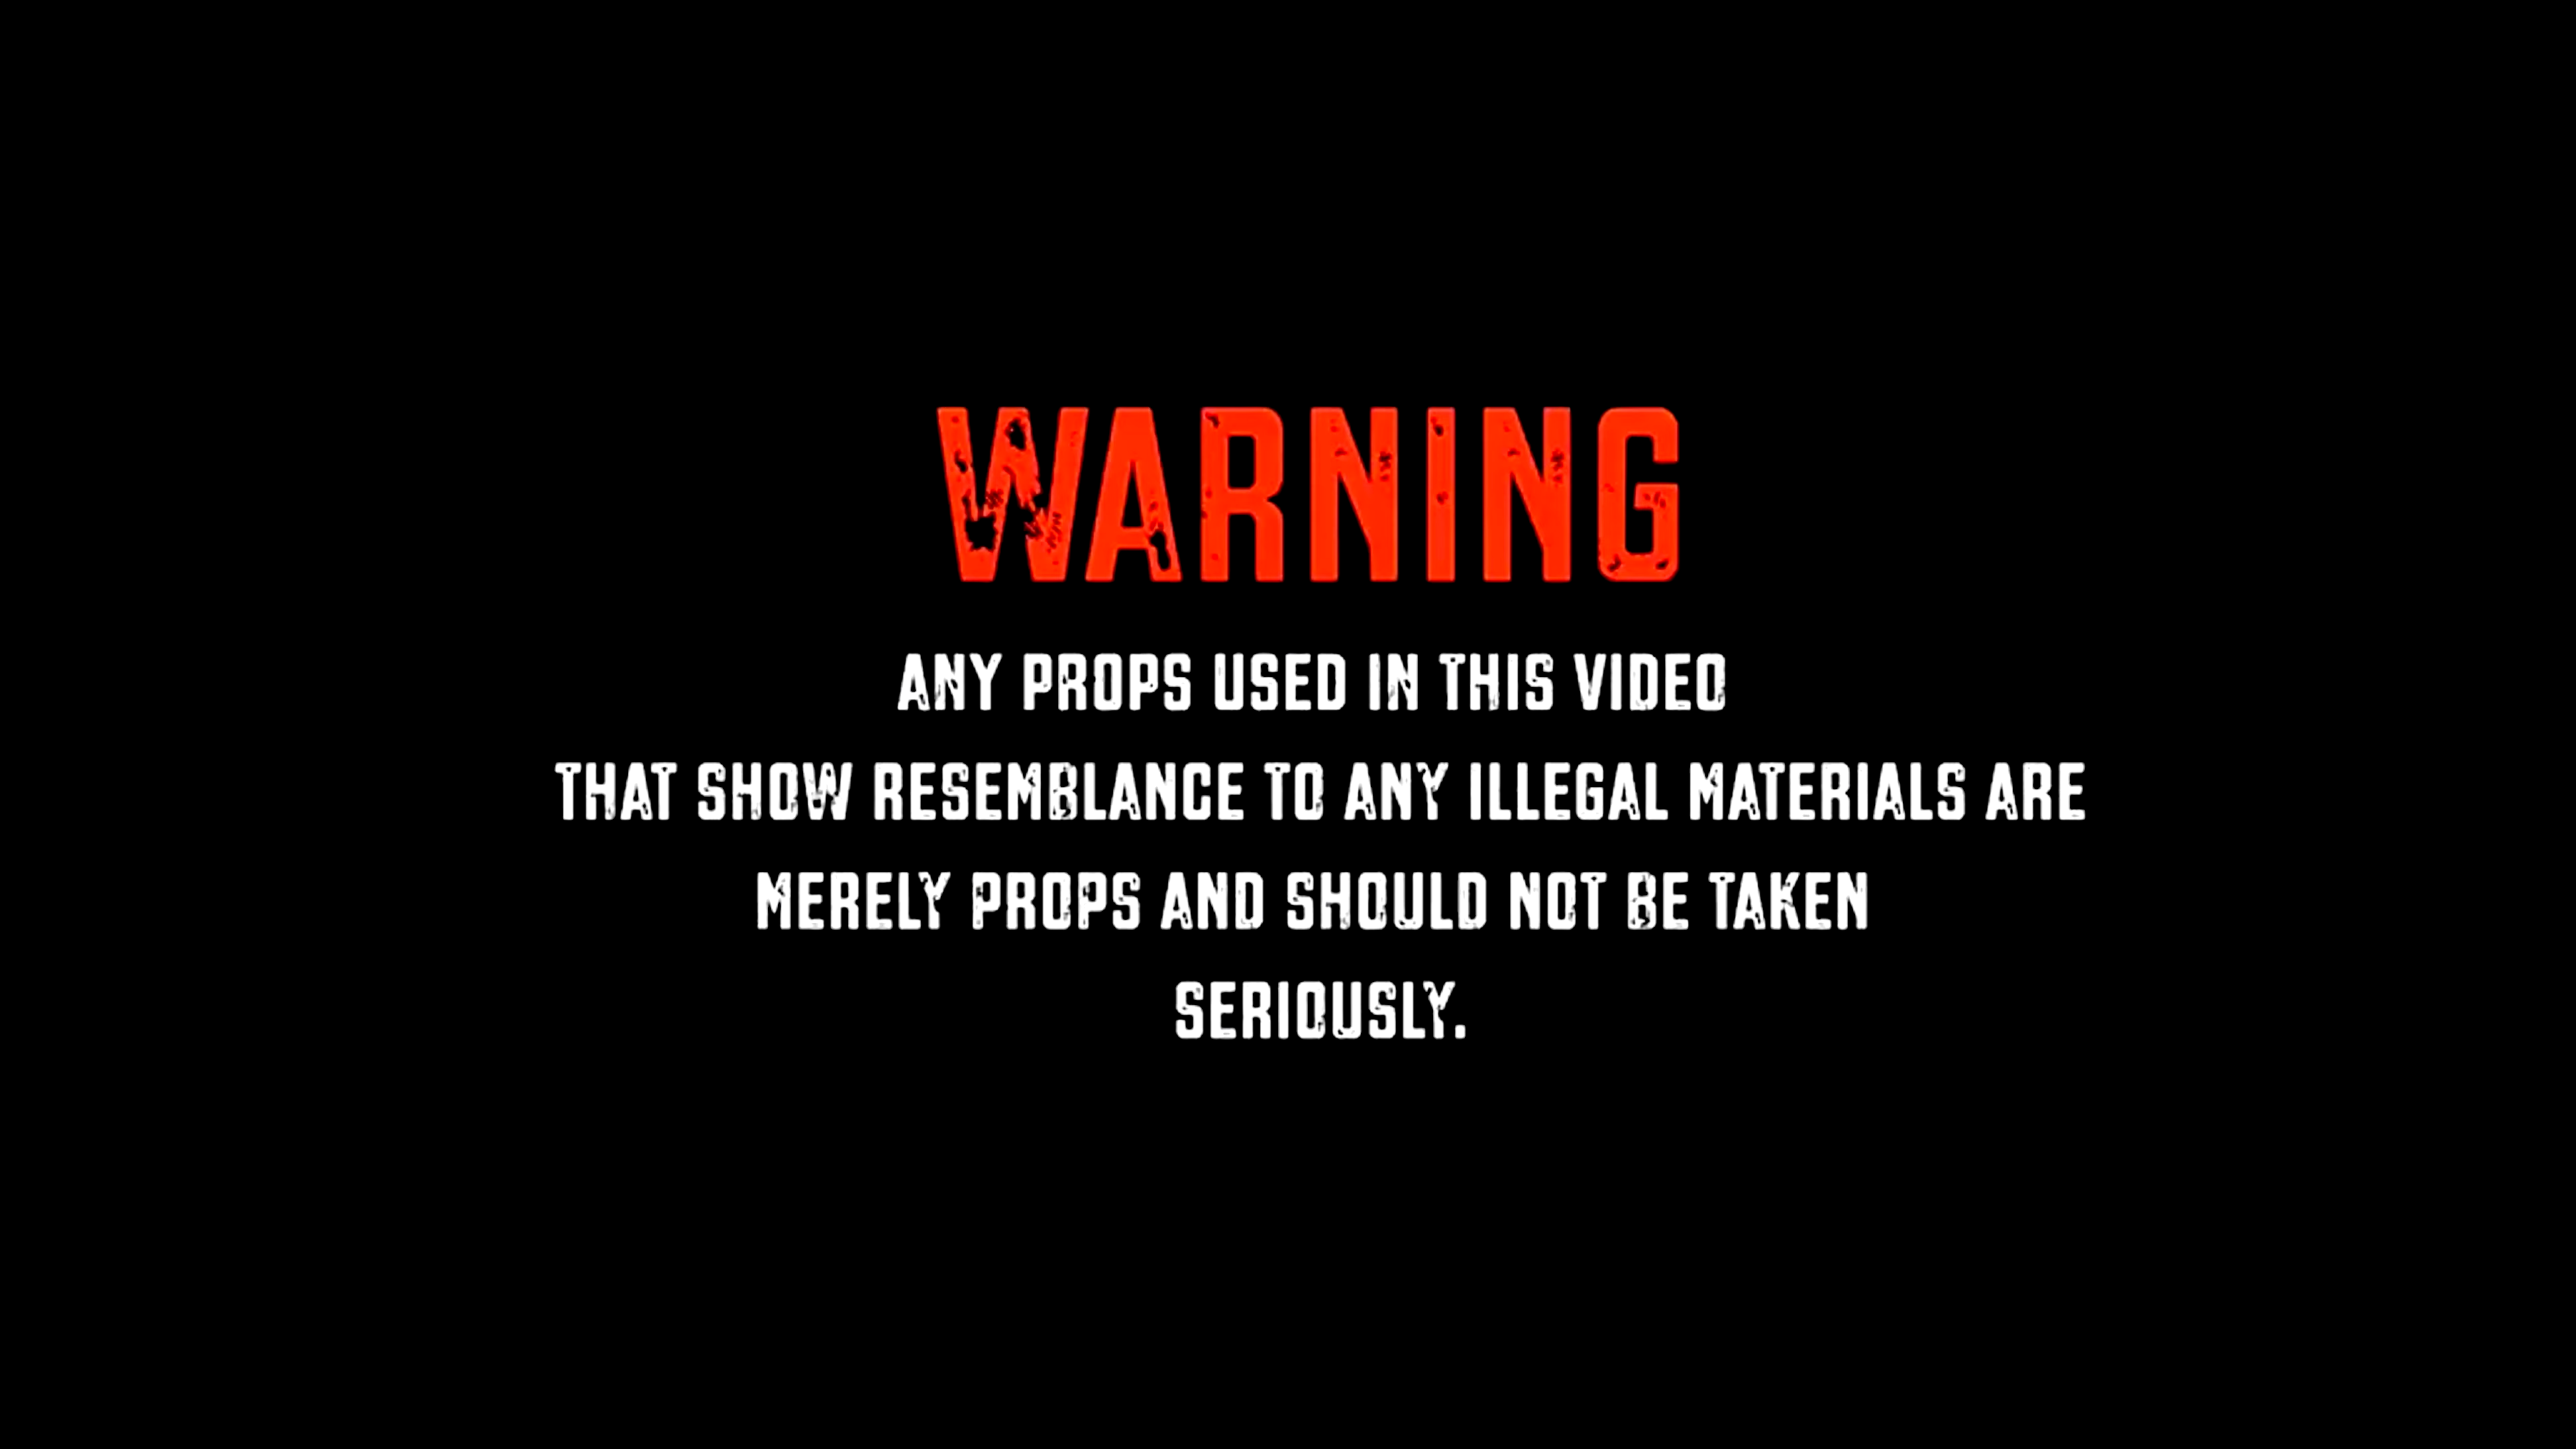 WARNING
ANY PROPS USED IN THIS VIDEO
THAT SHOW RESEMBLANCE TO ANY ILLEGAL MATERIALS ARE
MERELY PROPS AND SHOULD NOT BE TAKEN
SERIOUSLY.